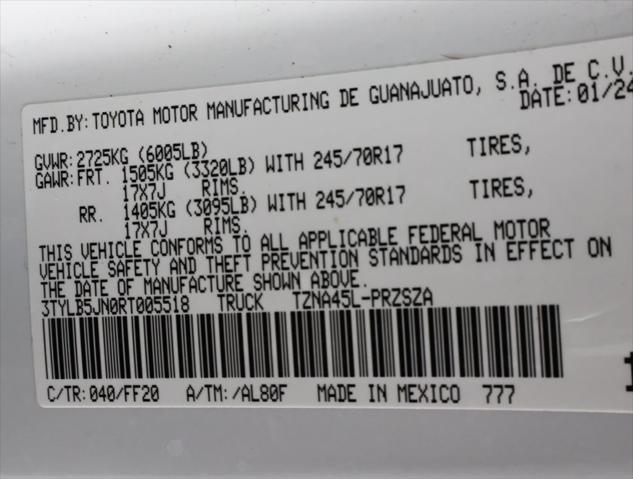 MFD.BY: TOYOTA MOTOR MANUFACTURING DE GUANAJUATO, S.A. DE C.V.
DATE: 01/24
GVWR: 2725KG (6005LB)
GAWR: FRT. 1505KG (3320LB) WITH 245/70R17 TIRES,
17X7J RIMS.
RR. 1405KG (3095LB) WITH 245/70R17 TIRES,
17X7J RIMS.
THIS VEHICLE CONFORMS TO ALL APPLICABLE FEDERAL MOTOR
VEHICLE SAFETY AND THEFT PREVENTION STANDARDS IN EFFECT ON
THE DATE OF MANUFACTURE SHOWN ABOVE.
3TYLB5JN0RT005518 TRUCK TZNA45L-PRZSZA
C/TR: 040/FF20 A/TM: /AL80F MADE IN MEXICO 777